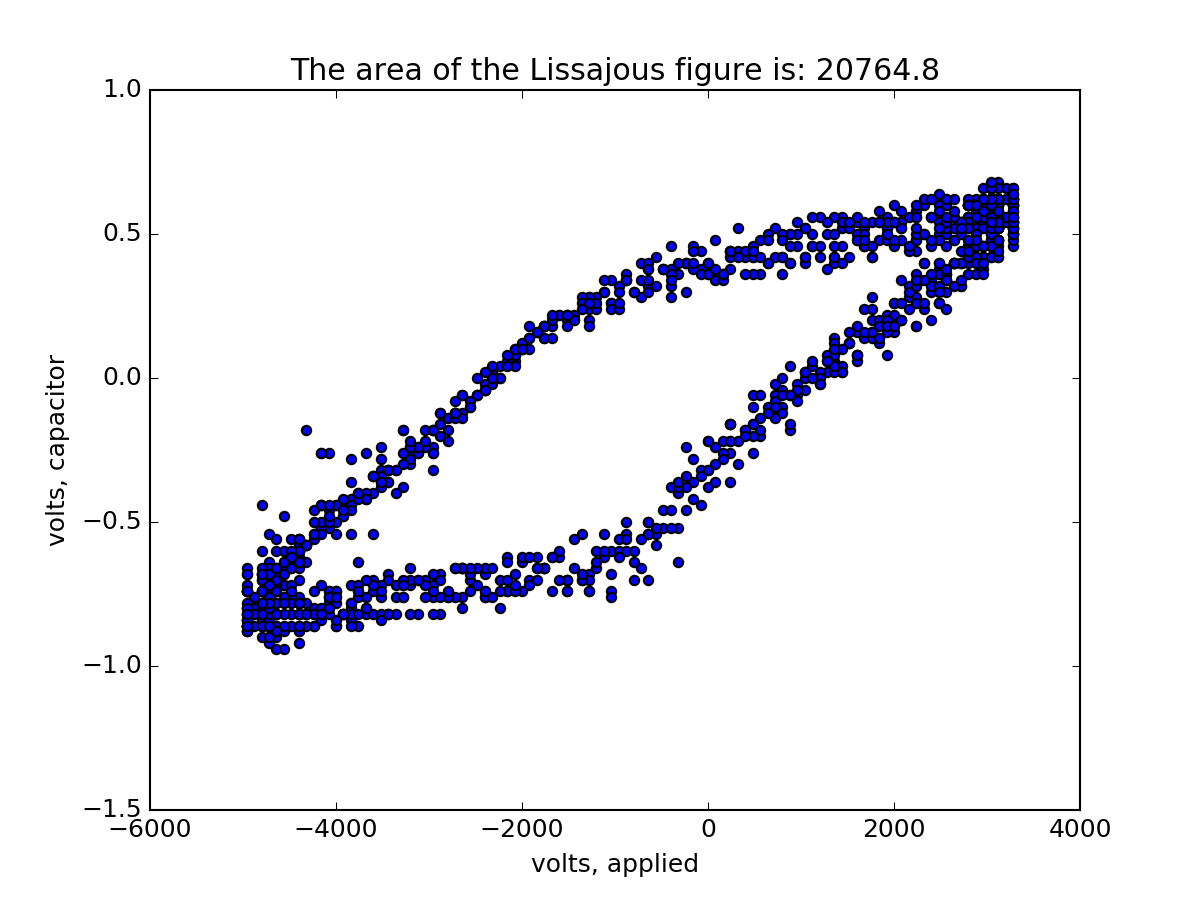 The area of the Lissajous figure is: 20764.8
1.0
0.5
0.0
−0.5
−1.0
−1.5
volts, capacitor
−6000 −4000 −2000 0 2000 4000
volts, applied